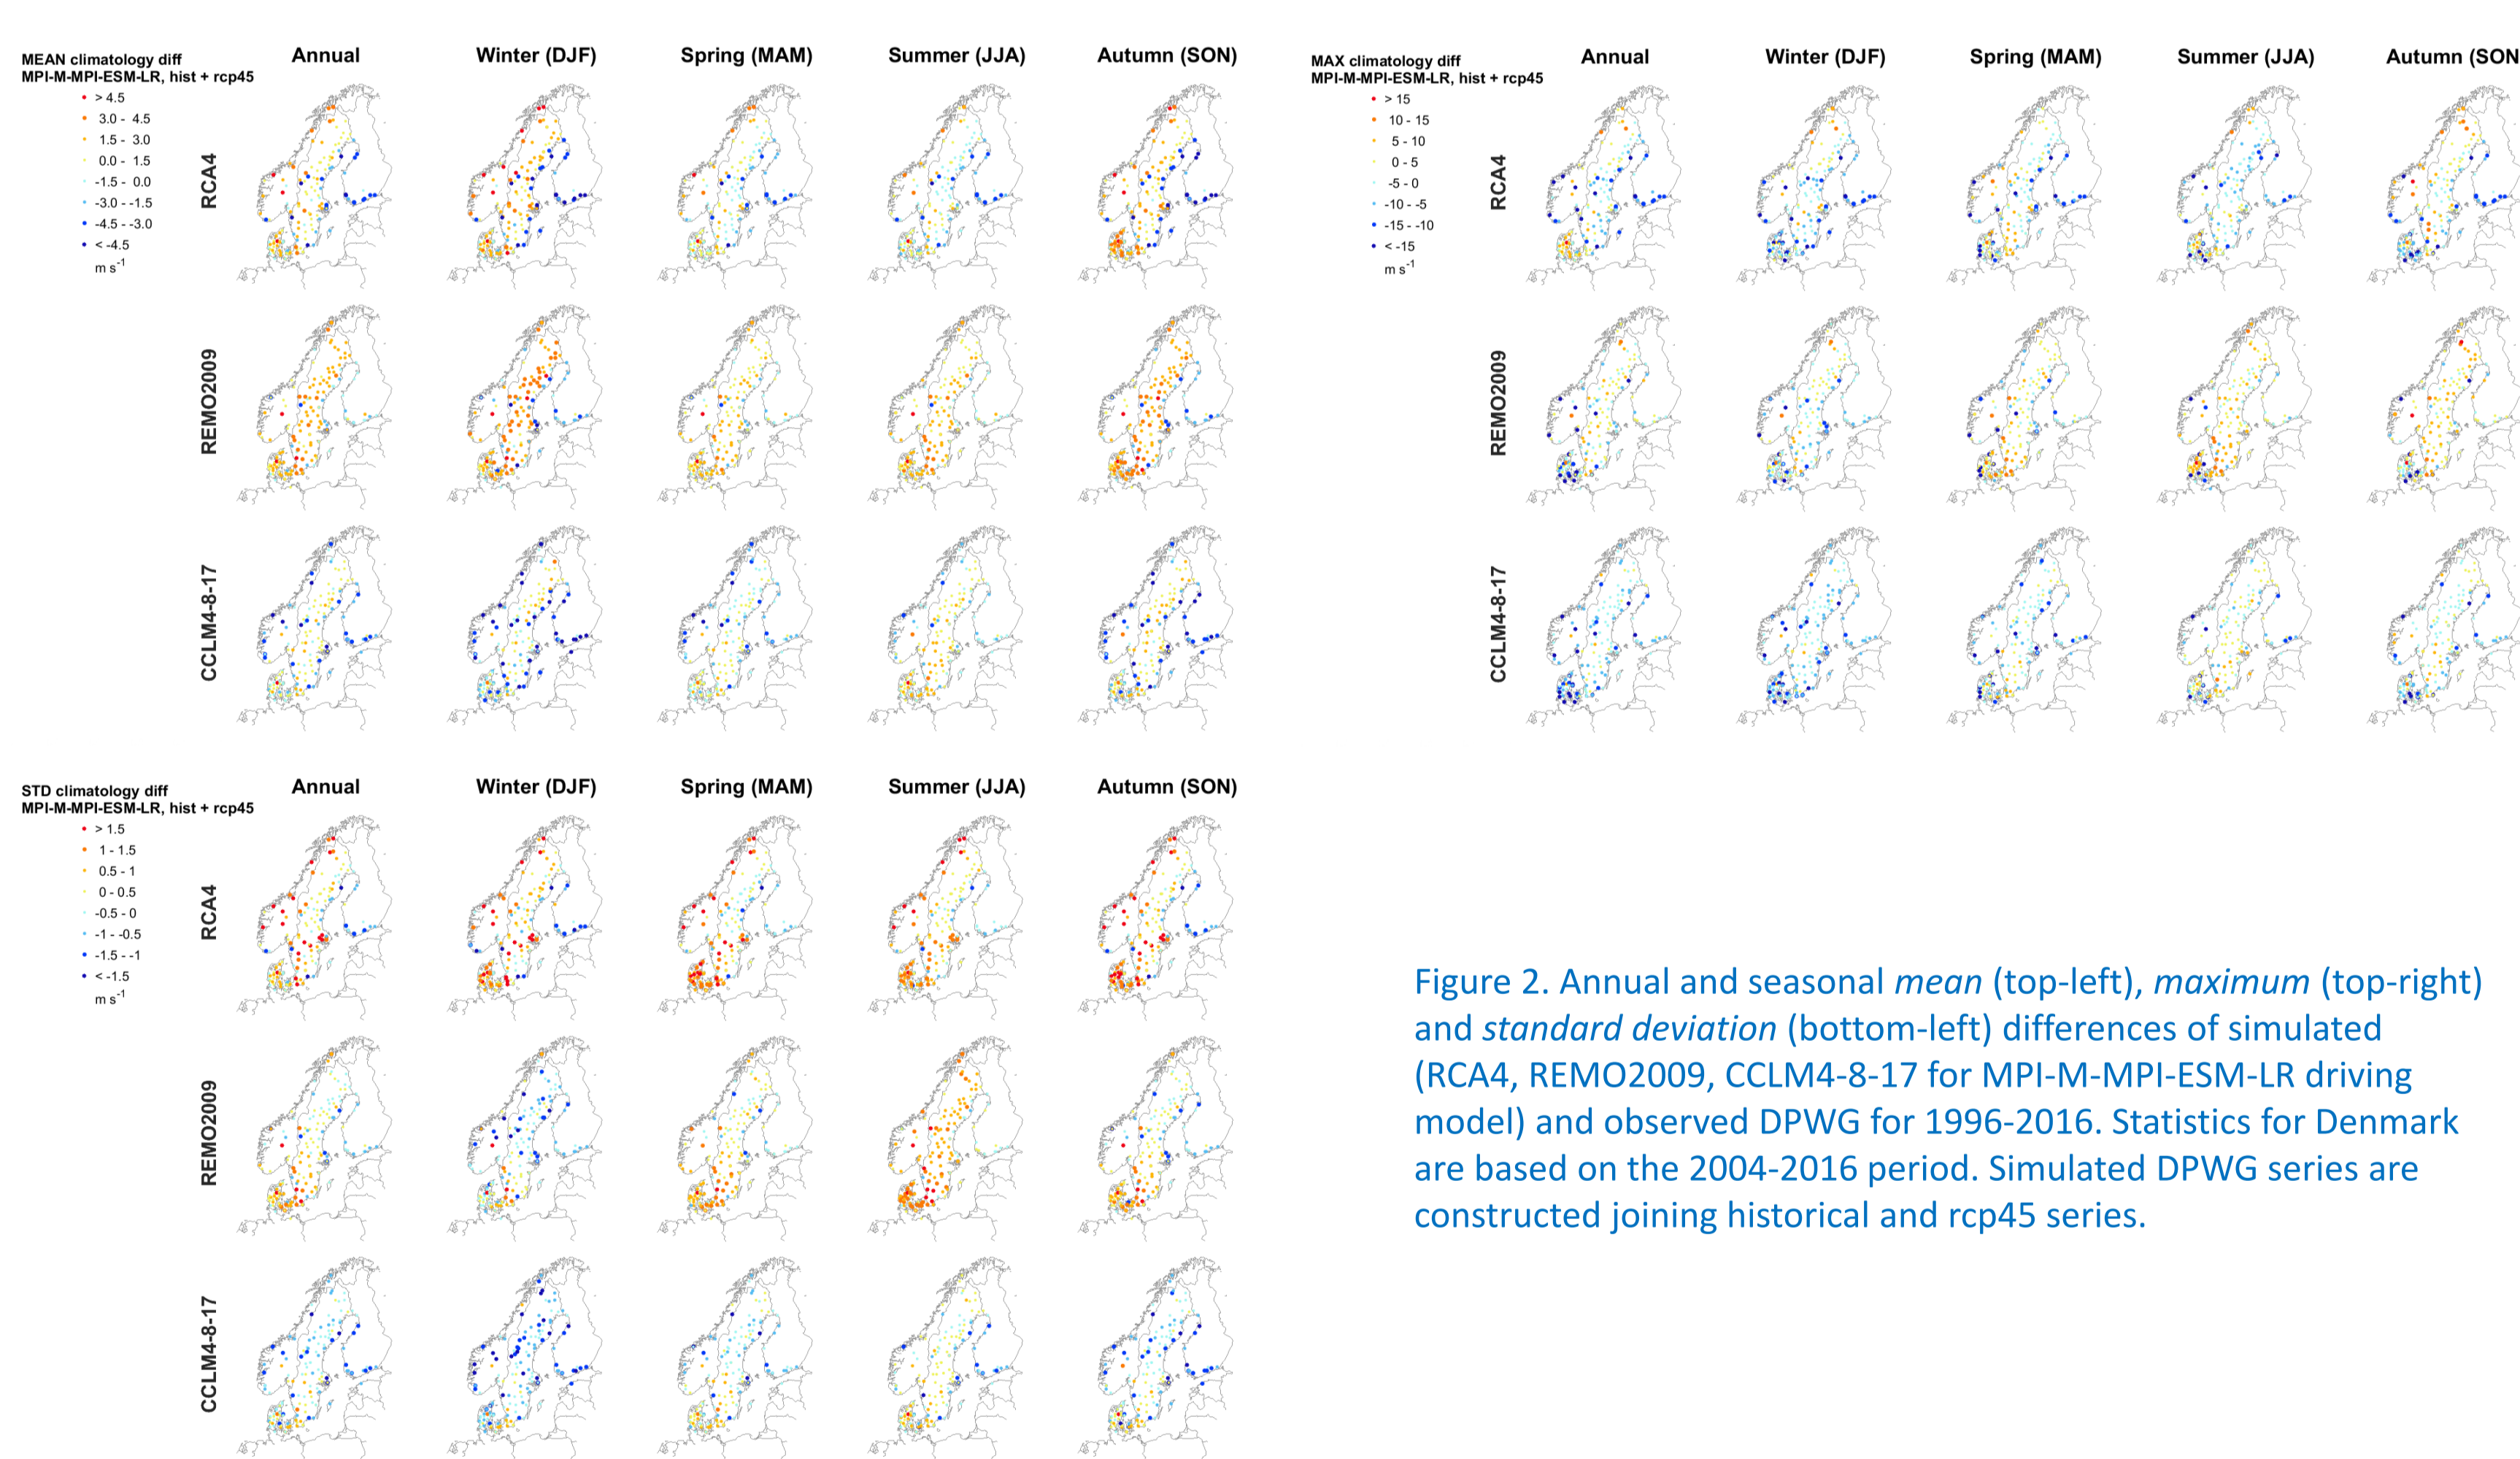 MEAN climatology diff
MPI-M-MPI-ESM-LR, hist + rcp45
> 4.5
3.0 - 4.5
1.5 - 3.0
0.0 - 1.5
-1.5 - 0.0
-3.0 - -1.5
-4.5 - -3.0
< -4.5
m s-1
Annual
Winter (DJF)
Spring (MAM)
Summer (JJA)
Autumn (SON)
RCA4
REMO2009
CCLM4-8-17
MAX climatology diff
MPI-M-MPI-ESM-LR, hist + rcp45
> 15
10 - 15
5 - 10
0 - 5
-5 - 0
-10 - -5
-15 - -10
< -15
m s-1
Annual
Winter (DJF)
Spring (MAM)
Summer (JJA)
Autumn (SON
RCA4
REMO2009
CCLM4-8-17
STD climatology diff
MPI-M-MPI-ESM-LR, hist + rcp45
> 1.5
1 - 1.5
0.5 - 1
0 - 0.5
-0.5 - 0
-1 - -0.5
-1.5 - -1
< -1.5
m s-1
Annual
Winter (DJF)
Spring (MAM)
Summer (JJA)
Autumn (SON)
RCA4
REMO2009
CCLM4-8-17
Figure 2. Annual and seasonal mean (top-left), maximum (top-right)
and standard deviation (bottom-left) differences of simulated
(RCA4, REMO2009, CCLM4-8-17 for MPI-M-MPI-ESM-LR driving
model) and observed DPWG for 1996-2016. Statistics for Denmark
are based on the 2004-2016 period. Simulated DPWG series are
constructed joining historical and rcp45 series.